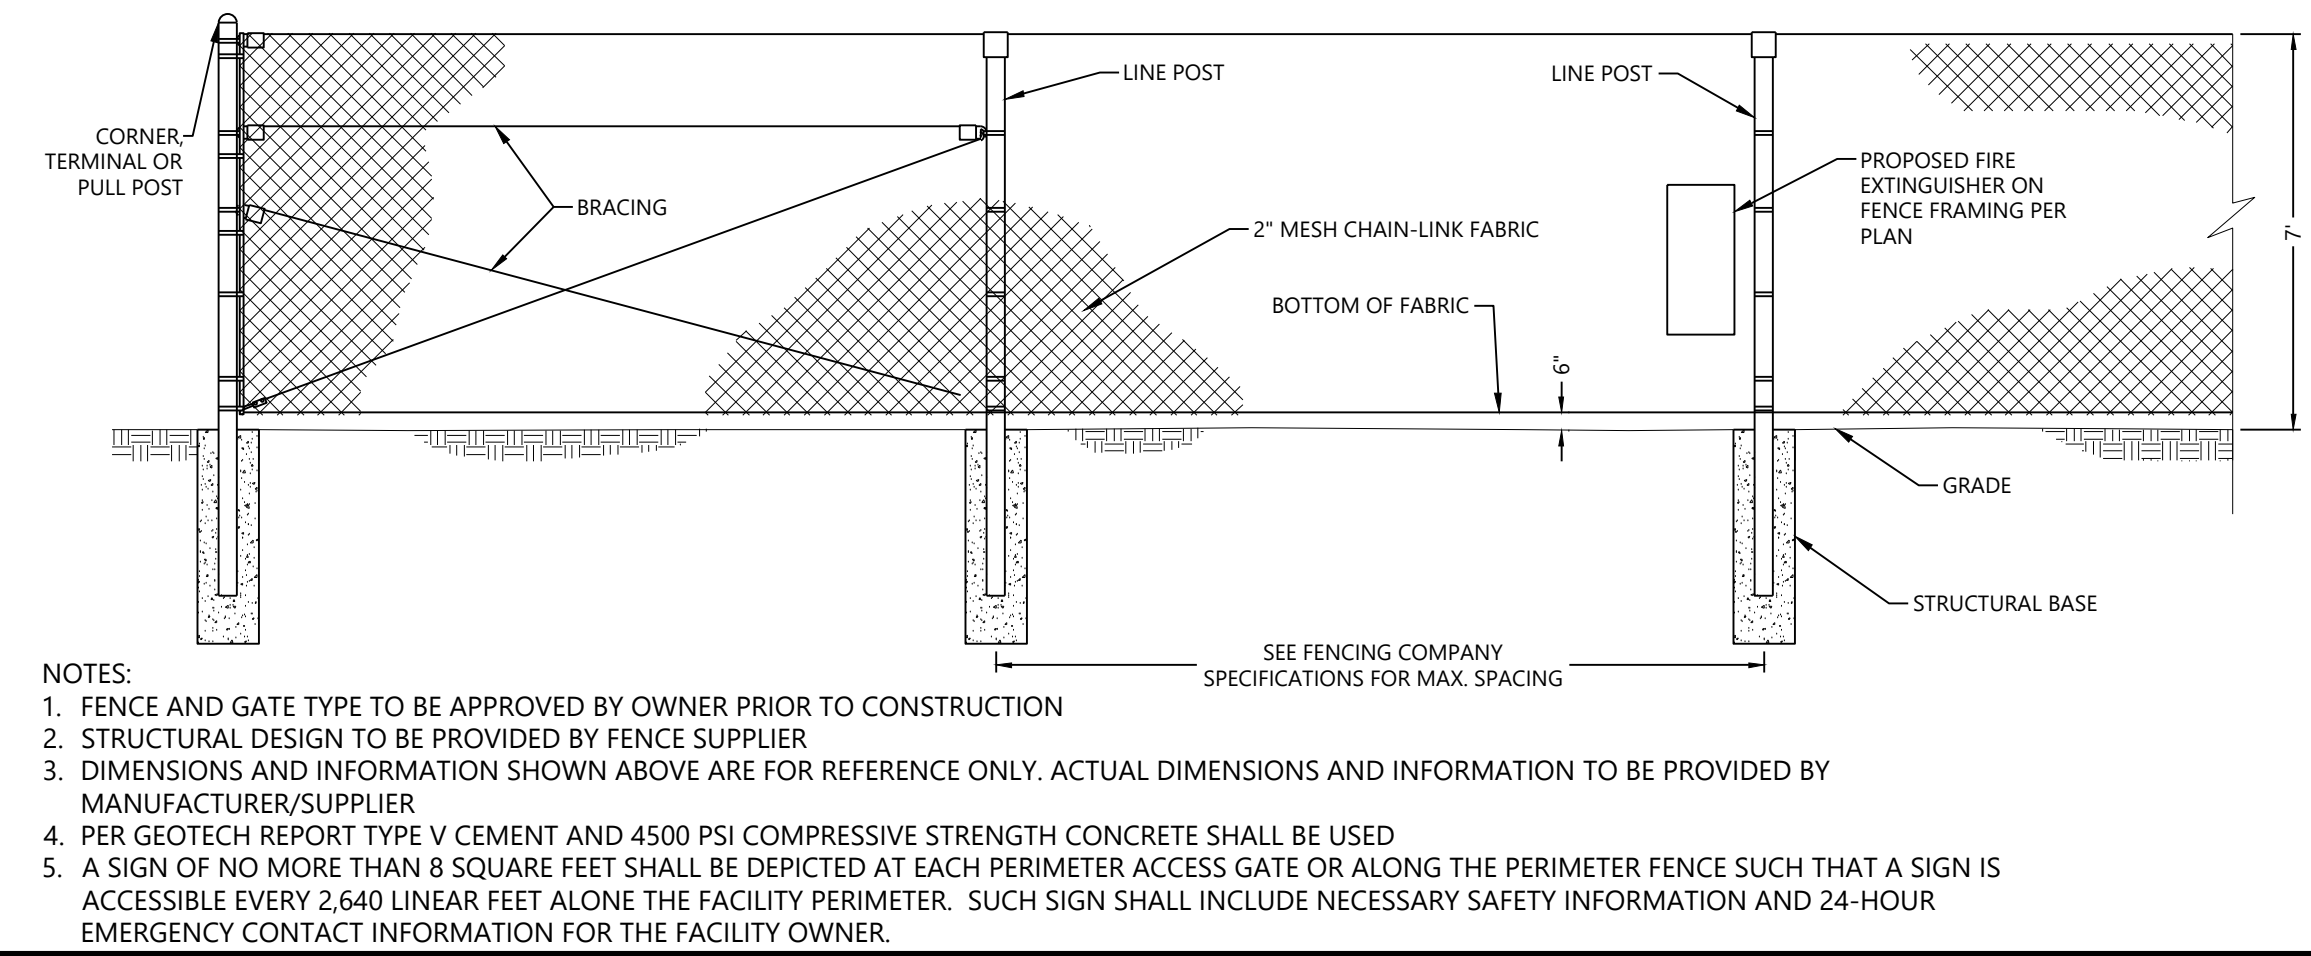 LINE POST
LINE POST
CORNER,
TERMINAL OR
PULL POST
PROPOSED FIRE
EXTINGUISHER ON
FENCE FRAMING PER
PLAN
BRACING
2" MESH CHAIN-LINK FABRIC
7'
BOTTOM OF FABRIC
6"
GRADE
STRUCTURAL BASE
SEE FENCING COMPANY
SPECIFICATIONS FOR MAX. SPACING
NOTES:
1. FENCE AND GATE TYPE TO BE APPROVED BY OWNER PRIOR TO CONSTRUCTION
2. STRUCTURAL DESIGN TO BE PROVIDED BY FENCE SUPPLIER
3. DIMENSIONS AND INFORMATION SHOWN ABOVE ARE FOR REFERENCE ONLY. ACTUAL DIMENSIONS AND INFORMATION TO BE PROVIDED BY
MANUFACTURER/SUPPLIER
4. PER GEOTECH REPORT TYPE V CEMENT AND 4500 PSI COMPRESSIVE STRENGTH CONCRETE SHALL BE USED
5. A SIGN OF NO MORE THAN 8 SQUARE FEET SHALL BE DEPICTED AT EACH PERIMETER ACCESS GATE OR ALONG THE PERIMETER FENCE SUCH THAT A SIGN IS
ACCESSIBLE EVERY 2,640 LINEAR FEET ALONE THE FACILITY PERIMETER. SUCH SIGN SHALL INCLUDE NECESSARY SAFETY INFORMATION AND 24-HOUR
EMERGENCY CONTACT INFORMATION FOR THE FACILITY OWNER.